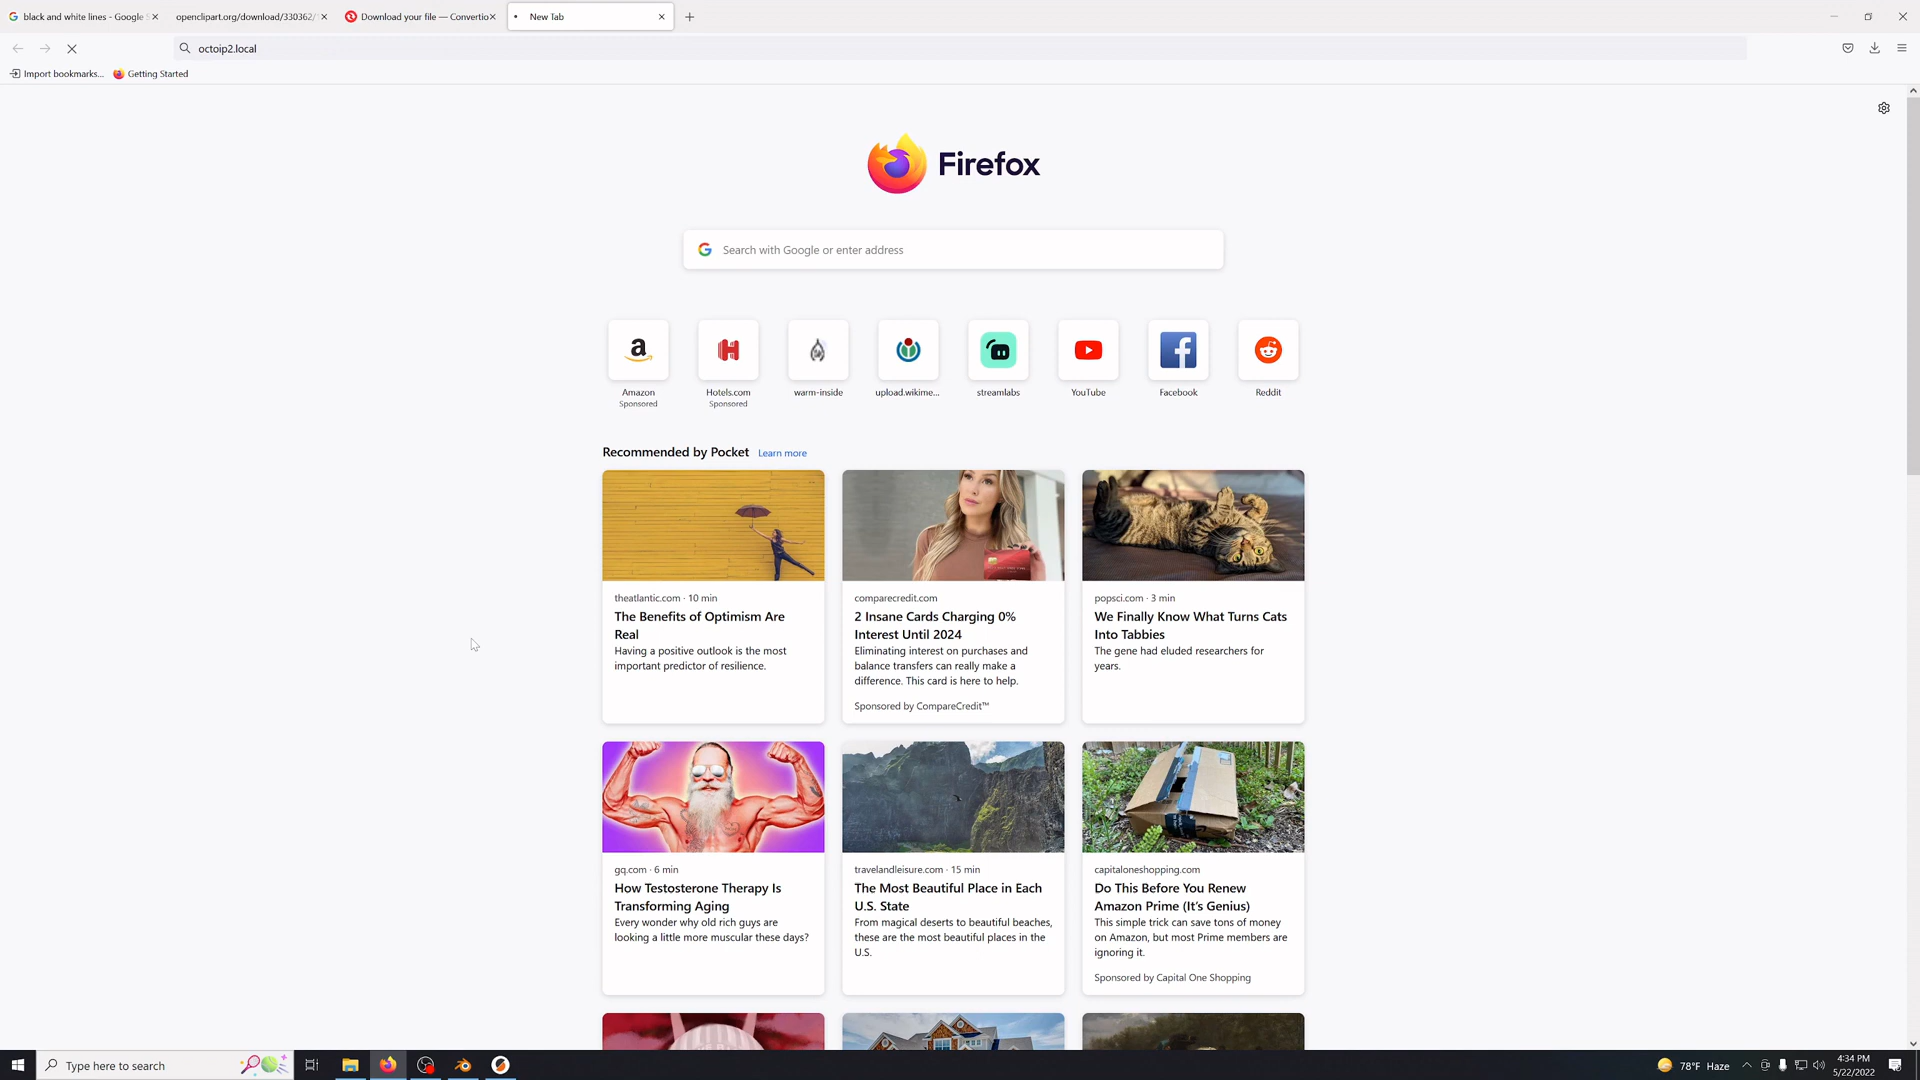 black and white lines - Google S
openclipart.org/download/330362/
Download your file — Convertio
New Tab
octoip2.local
Import bookmarks...
Getting Started
Firefox
Search with Google or enter address
Amazon
Sponsored
Hotels.com
Sponsored
warm-inside
upload.wikime...
streamlabs
YouTube
Facebook
Reddit
Recommended by Pocket Learn more
theatlantic.com · 10 min
The Benefits of Optimism Are
Real
Having a positive outlook is the most
important predictor of resilience.
comparecredit.com
2 Insane Cards Charging 0%
Interest Until 2024
Eliminating interest on purchases and
balance transfers can really make a
difference. This card is here to help.
Sponsored by CompareCredit™
popsci.com · 3 min
We Finally Know What Turns Cats
Into Tabbies
The gene had eluded researchers for
years.
gq.com · 6 min
How Testosterone Therapy Is
Transforming Aging
Every wonder why old rich guys are
looking a little more muscular these days?
travelandleisure.com · 15 min
The Most Beautiful Place in Each
U.S. State
From magical deserts to beautiful beaches,
these are the most beautiful places in the
U.S.
capitaloneshopping.com
Do This Before You Renew
Amazon Prime (It's Genius)
This simple trick can save tons of money
on Amazon, but most Prime members are
ignoring it.
Sponsored by Capital One Shopping
Type here to search
78°F Haze
4:34 PM
5/22/2022